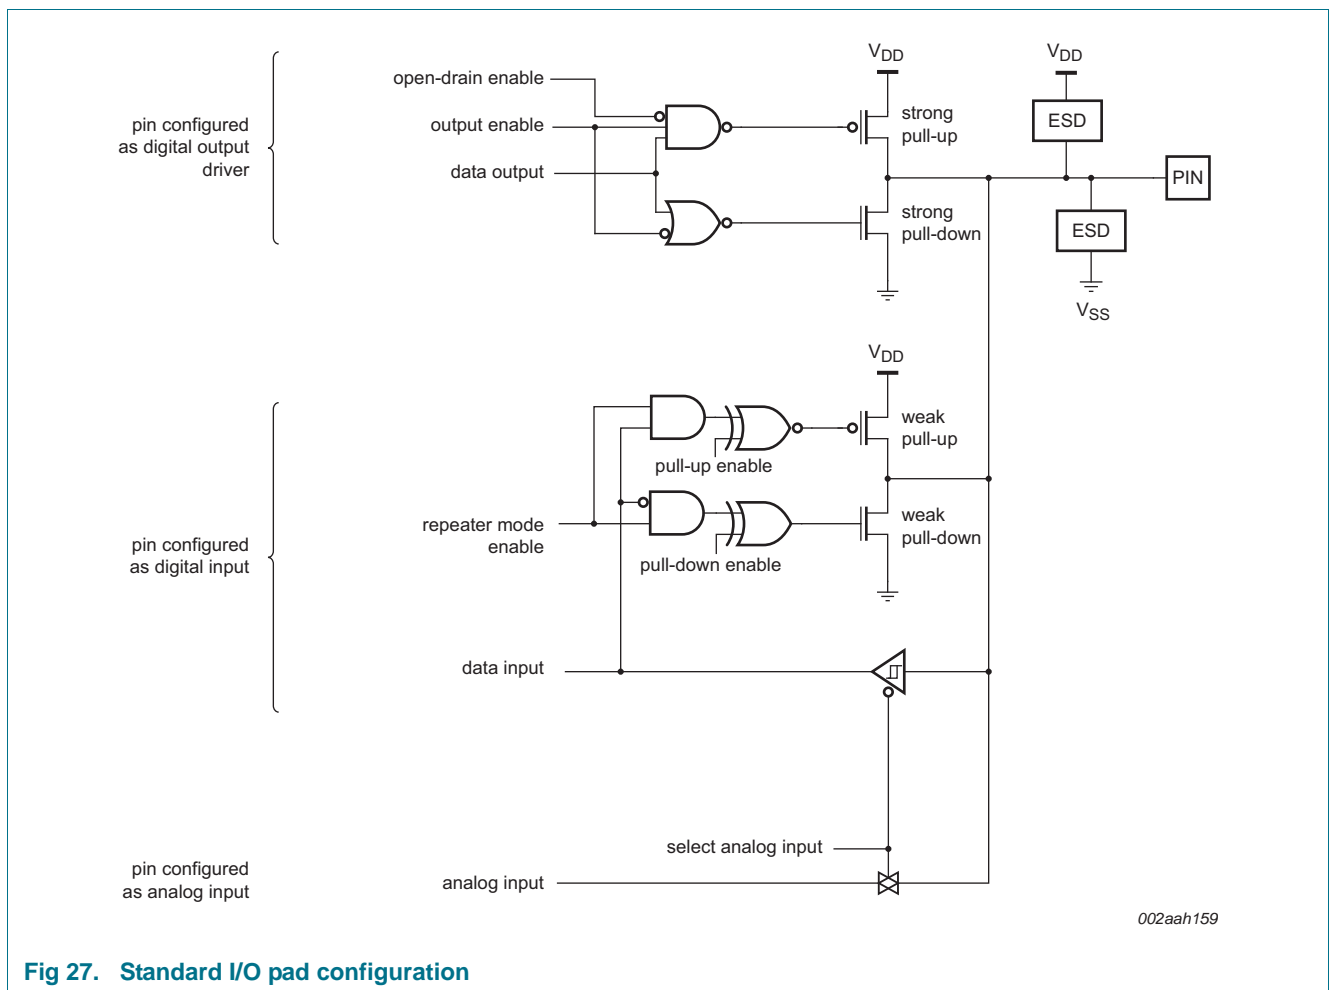 pin configured
as digital output
driver
open-drain enable
output enable
data output
VDD
strong
pull-up
strong
pull-down
VDD
ESD
PIN
ESD
VSS
pin configured
as digital input
VDD
weak
pull-up
pull-up enable
repeater mode
enable
weak
pull-down
pull-down enable
data input
pin configured
as analog input
select analog input
analog input
002aah159
Fig 27. Standard I/O pad configuration